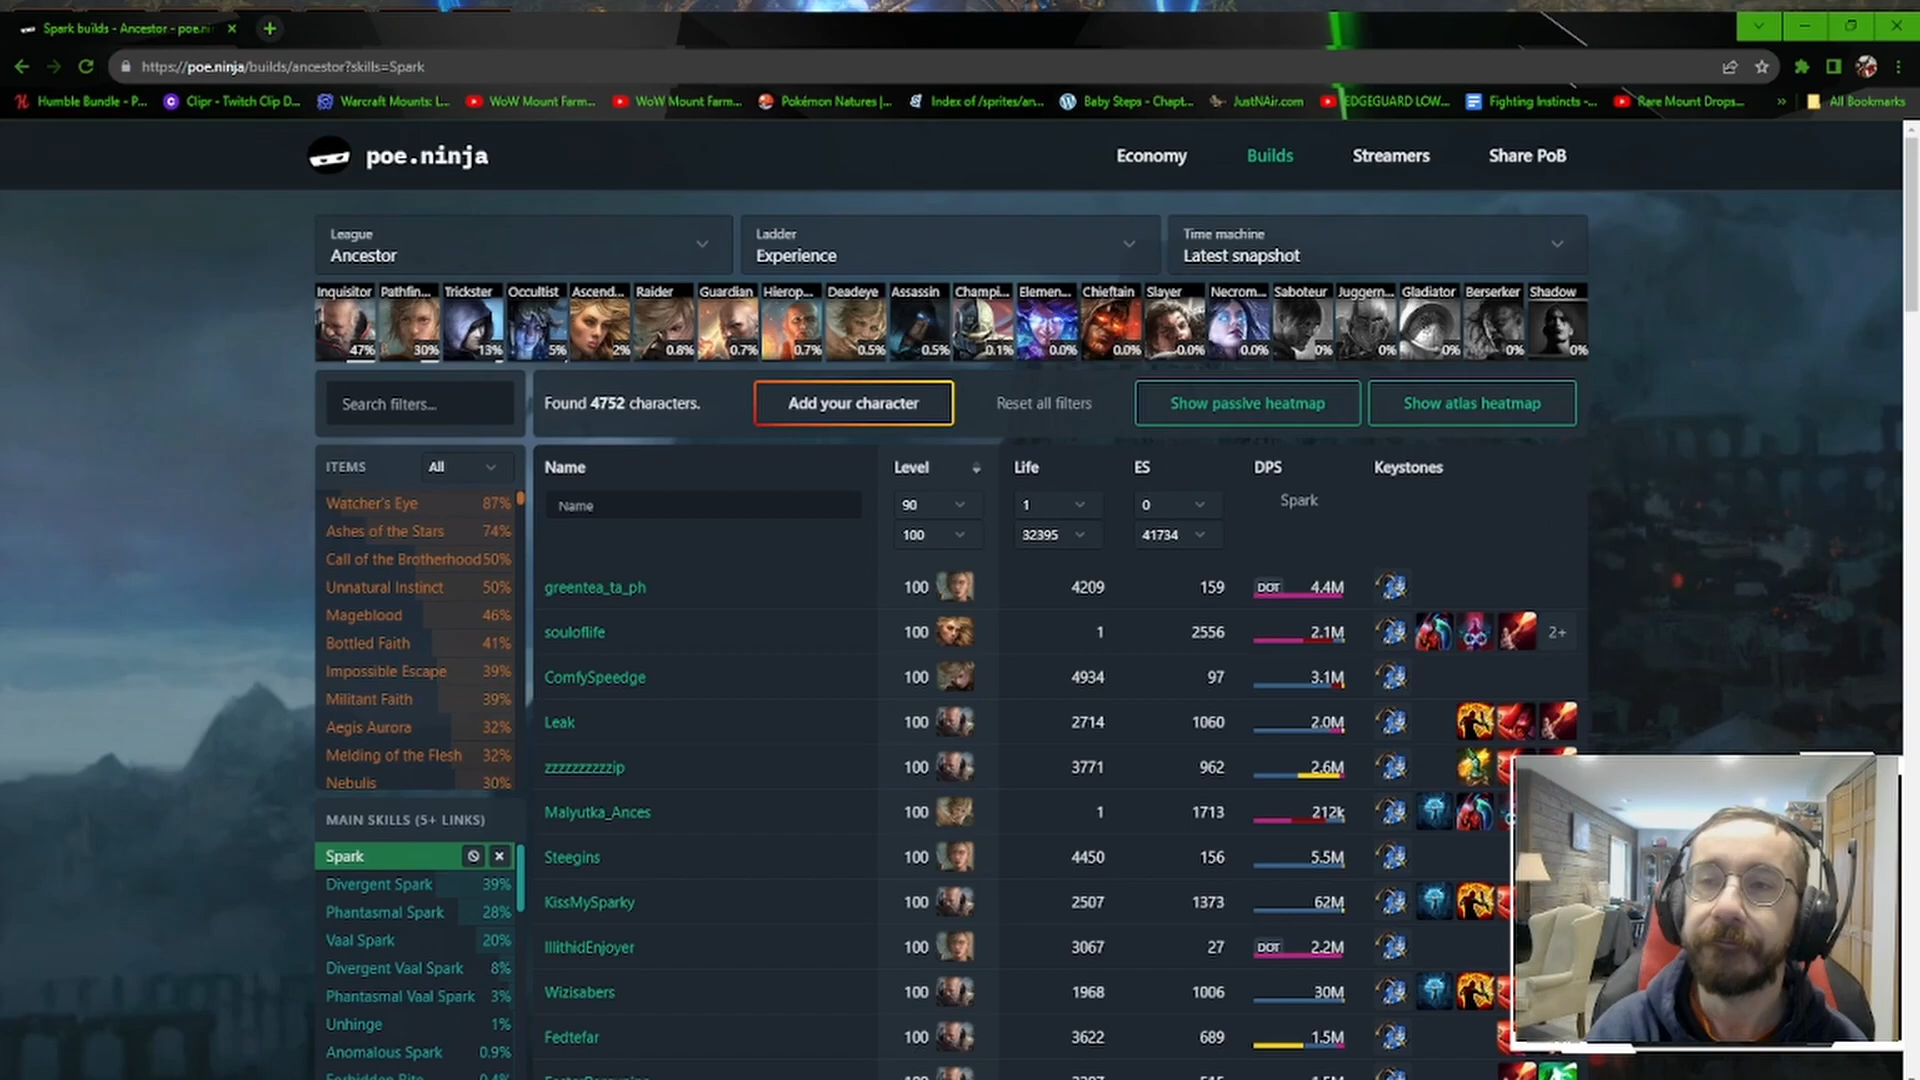 Spark builds - Ancestor - poe.ni
https://poe.ninja/builds/ancestor?skills=Spark
Humble Bundle - P... Clipr - Twitch Clip D... Warcraft Mounts: L... WoW Mount Farm... WoW Mount Farm... Pokémon Natures |... Index of /sprites/an... Baby Steps - Chapt... JustNAir.com EDGEGUARD LOW... Fighting Instincts -... Rare Mount Drops... » All Bookmarks
poe.ninja Economy Builds Streamers Share PoB
League Ladder Time machine
Ancestor Experience Latest snapshot
Inquisitor Pathfin... Trickster Occultist Ascend... Raider Guardian Hierop... Deadeye Assassin Champi... Elemen... Chieftain Slayer Necrom... Saboteur Juggern... Gladiator Berserker Shadow
47% 30% 13% 5% 2% 0.8% 0.7% 0.7% 0.5% 0.5% 0.1% 0.0% 0.0% 0.0% 0.0% 0% 0% 0% 0% 0%
Search filters... Found 4752 characters. Add your character Reset all filters Show passive heatmap Show atlas heatmap
ITEMS All
Watcher's Eye 87%
Ashes of the Stars 74%
Call of the Brotherhood 50%
Unnatural Instinct 50%
Mageblood 46%
Bottled Faith 41%
Impossible Escape 39%
Militant Faith 39%
Aegis Aurora 32%
Melding of the Flesh 32%
Nebulis 30%
MAIN SKILLS (5+ LINKS)
Spark
Divergent Spark 39%
Phantasmal Spark 28%
Vaal Spark 20%
Divergent Vaal Spark 8%
Phantasmal Vaal Spark 3%
Unhinge 1%
Anomalous Spark 0.9%
Name Level Life ES DPS Keystones
Name 90 1 0 Spark
100 32395 41734
greentea_ta_ph 100 4209 159 DOT 4.4M
souloflife 100 1 2556 2.1M 2+
ComfySpeedge 100 4934 97 3.1M
Leak 100 2714 1060 2.0M
zzzzzzzzzzip 100 3771 962 2.6M
Malyutka_Ances 100 1 1713 212k
Steegins 100 4450 156 5.5M
KissMySparky 100 2507 1373 62M
IllithidEnjoyer 100 3067 27 DOT 2.2M
Wizisabers 100 1968 1006 30M
Fedtefar 100 3622 689 1.5M